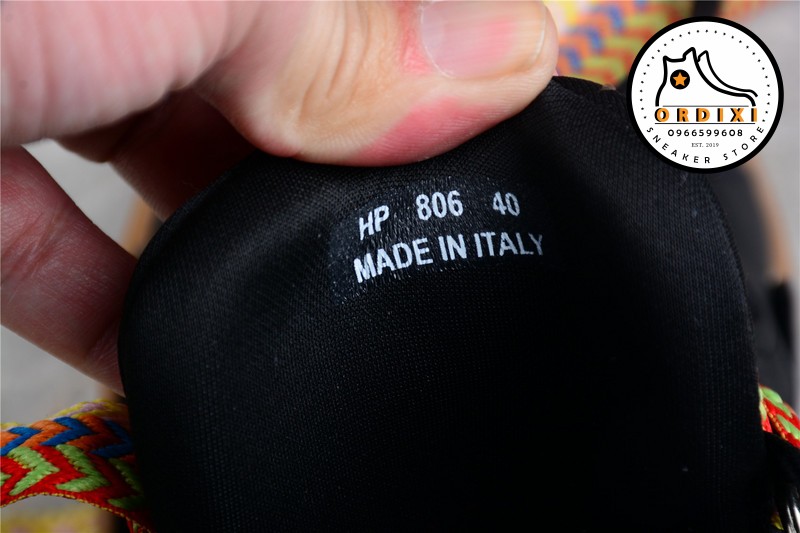 HP 806 40
MADE IN ITALY
ORDIXI
0966599608
EST. 2019
SNEAKER STORE